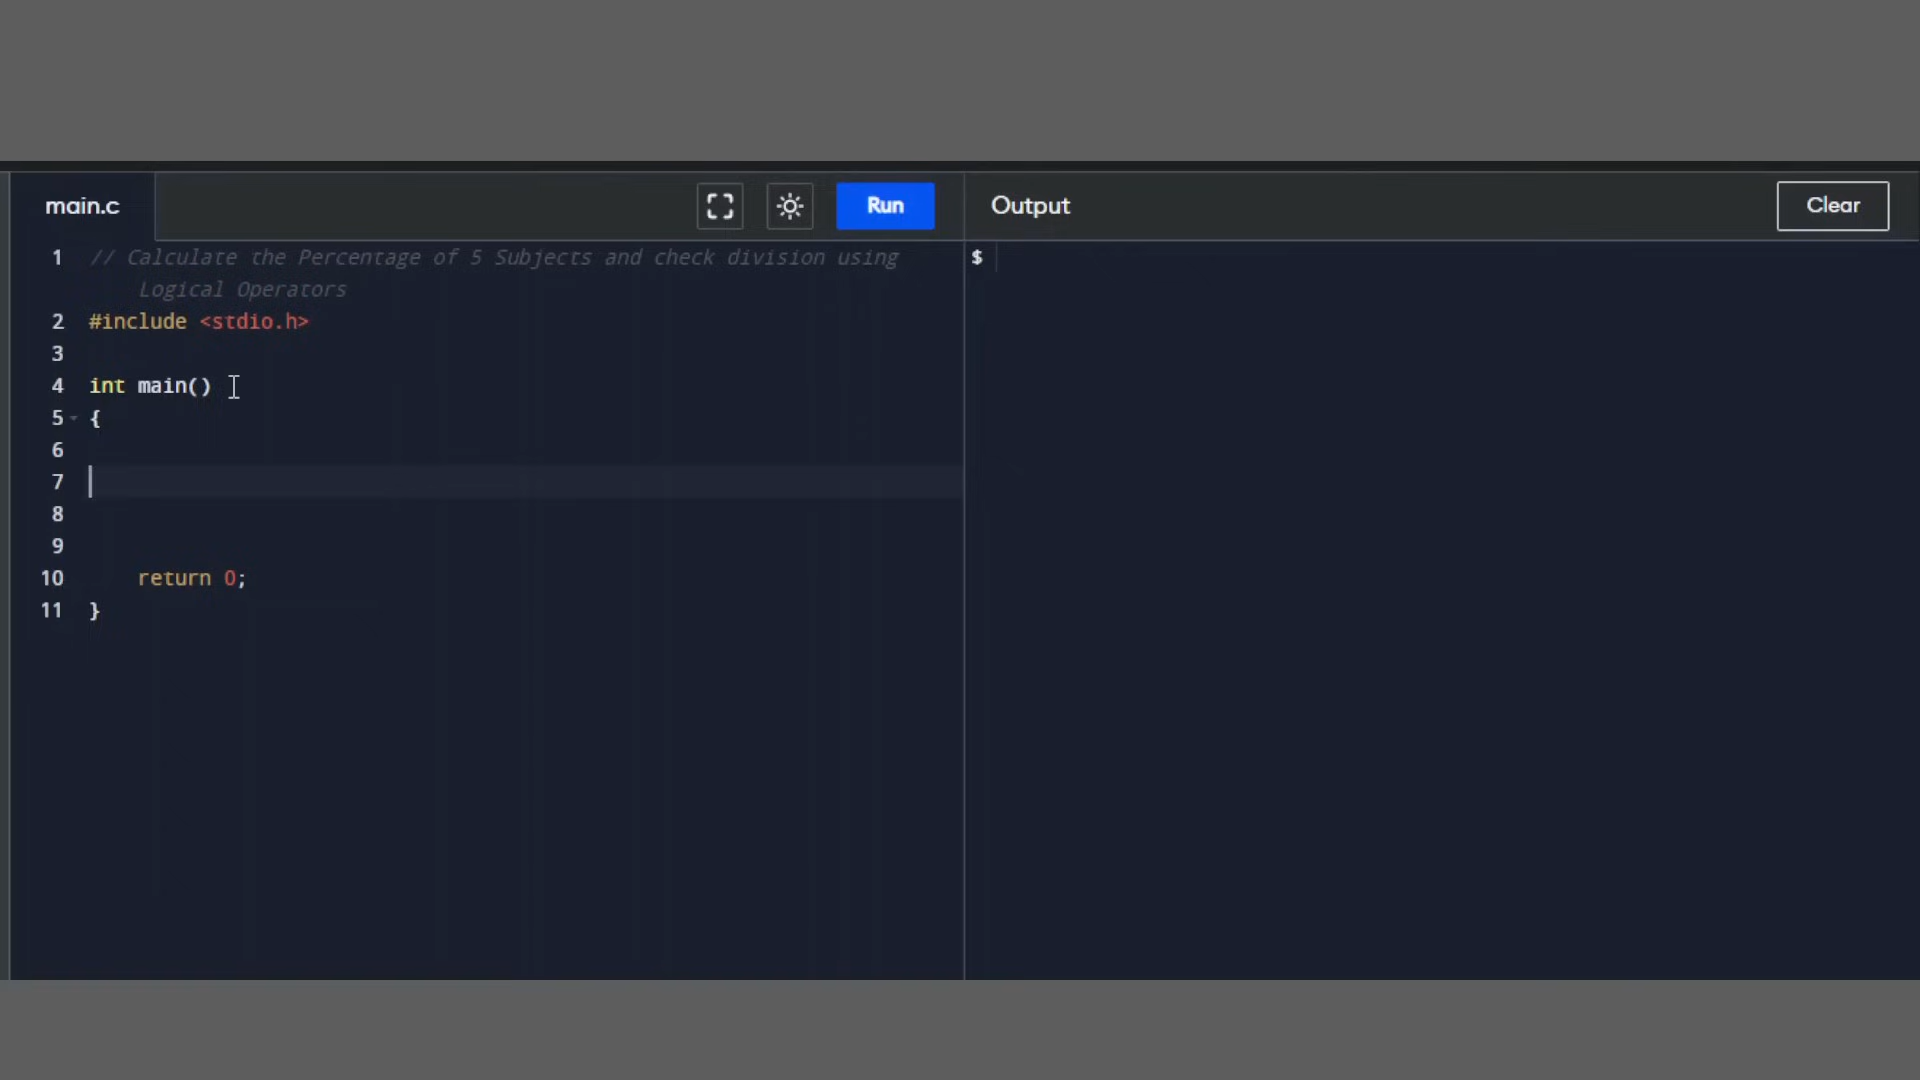 main.c
Run
Output
Clear
1 // Calculate the Percentage of 5 Subjects and check division using
Logical Operators
2 #include <stdio.h>
3
4 int main()
5 {
6
7
8
9
10 return 0;
11 }
$